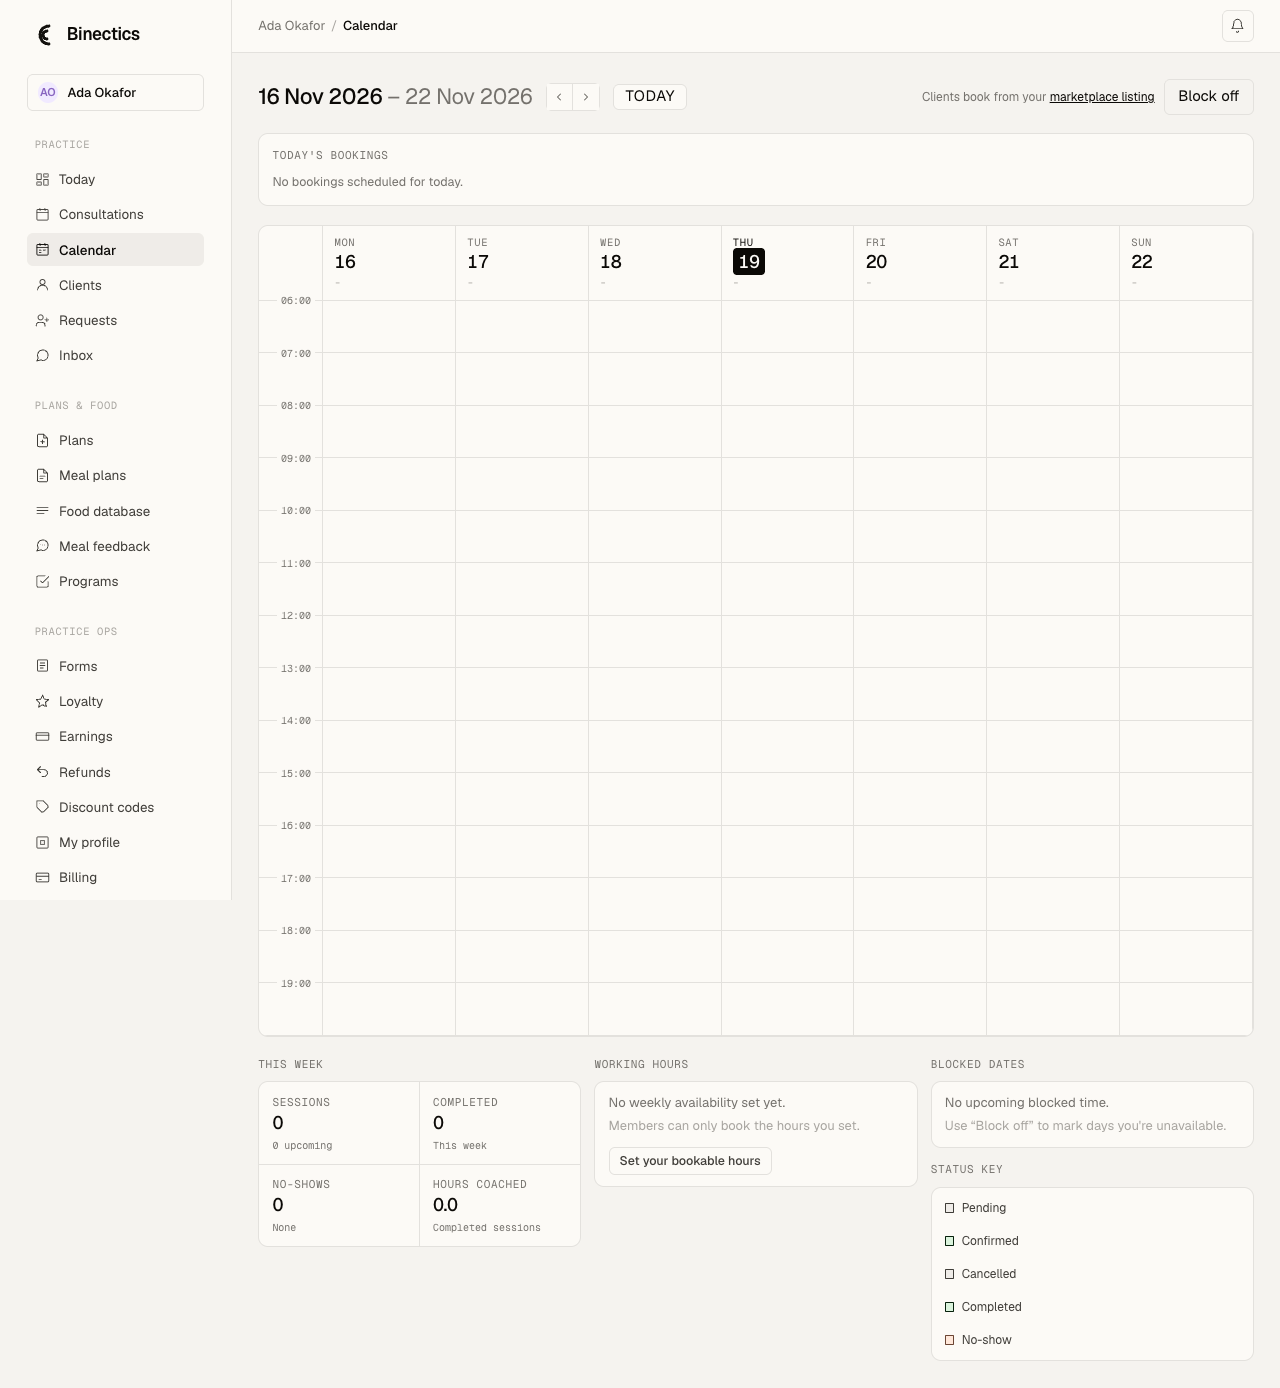 Binectics
AO Ada Okafor
PRACTICE
Today
Consultations
Calendar
Clients
Requests
Inbox
PLANS & FOOD
Plans
Meal plans
Food database
Meal feedback
Programs
PRACTICE OPS
Forms
Loyalty
Earnings
Refunds
Discount codes
My profile
Billing
Ada Okafor / Calendar
16 Nov 2026 – 22 Nov 2026
TODAY
Clients book from your marketplace listing
Block off
TODAY'S BOOKINGS
No bookings scheduled for today.
MON TUE WED THU FRI SAT SUN
16 17 18 19 20 21 22
- - - - - - -
06:00
07:00
08:00
09:00
10:00
11:00
12:00
13:00
14:00
15:00
16:00
17:00
18:00
19:00
THIS WEEK
SESSIONS
0
0 upcoming
COMPLETED
0
This week
NO-SHOWS
0
None
HOURS COACHED
0.0
Completed sessions
WORKING HOURS
No weekly availability set yet.
Members can only book the hours you set.
Set your bookable hours
BLOCKED DATES
No upcoming blocked time.
Use “Block off” to mark days you're unavailable.
STATUS KEY
Pending
Confirmed
Cancelled
Completed
No-show